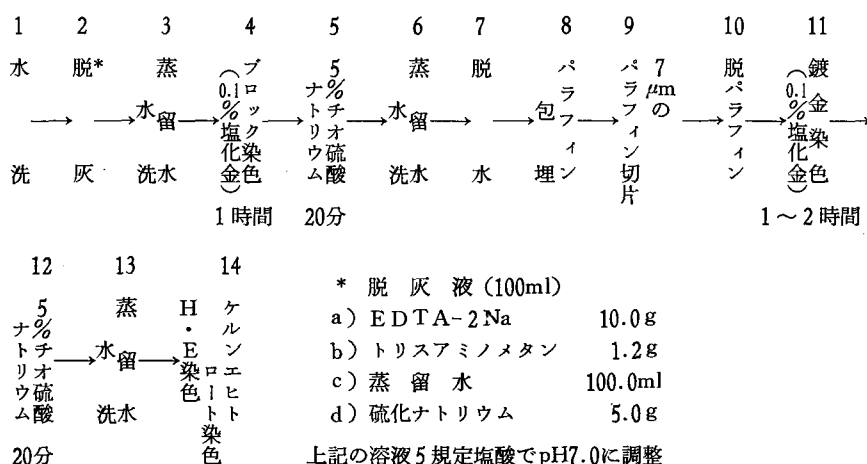 1
水洗
2
脱*灰
3
蒸留水水洗
4
ブロック染色
(0.1%塩化金)
1時間
5
5%チオ硫酸
ナトリウム
20分
6
蒸留水水洗
7
脱水
8
パラフィン
包埋
9
7μmの
パラフィン切片
10
脱パラフィン
11
鍍金染色
(0.1%塩化金)
1~2時間
12
5%チオ硫酸
ナトリウム
20分
13
蒸留水水洗
14
H・E染色
ケルンエヒト
ロート染色
* 脱灰液(100ml)
a)EDTA-2Na 10.0g
b)トリスアミノメタン 1.2g
c)蒸留水 100.0ml
d)硫化ナトリウム 5.0g
上記の溶液5規定塩酸でpH7.0に調整